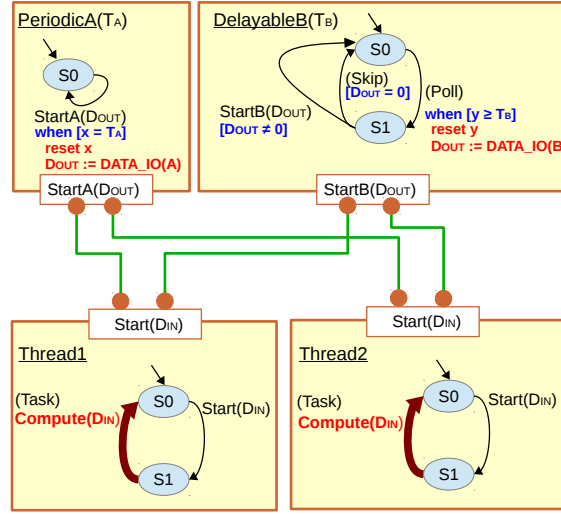 PeriodicA(TA)
S0
StartA(DOUT)
when [x = TA]
reset x
DOUT := DATA_IO(A)
StartA(DOUT)
DelayableB(TB)
S0
(Skip)
[DOUT = 0]
(Poll)
StartB(DOUT)
[DOUT ≠ 0]
S1
when [y ≥ TB]
reset y
DOUT := DATA_IO(B
StartB(DOUT)
Start(DIN)
Thread1
S0
(Task)
Compute(DIN)
Start(DIN)
S1
Start(DIN)
Thread2
S0
(Task)
Compute(DIN)
Start(DIN)
S1